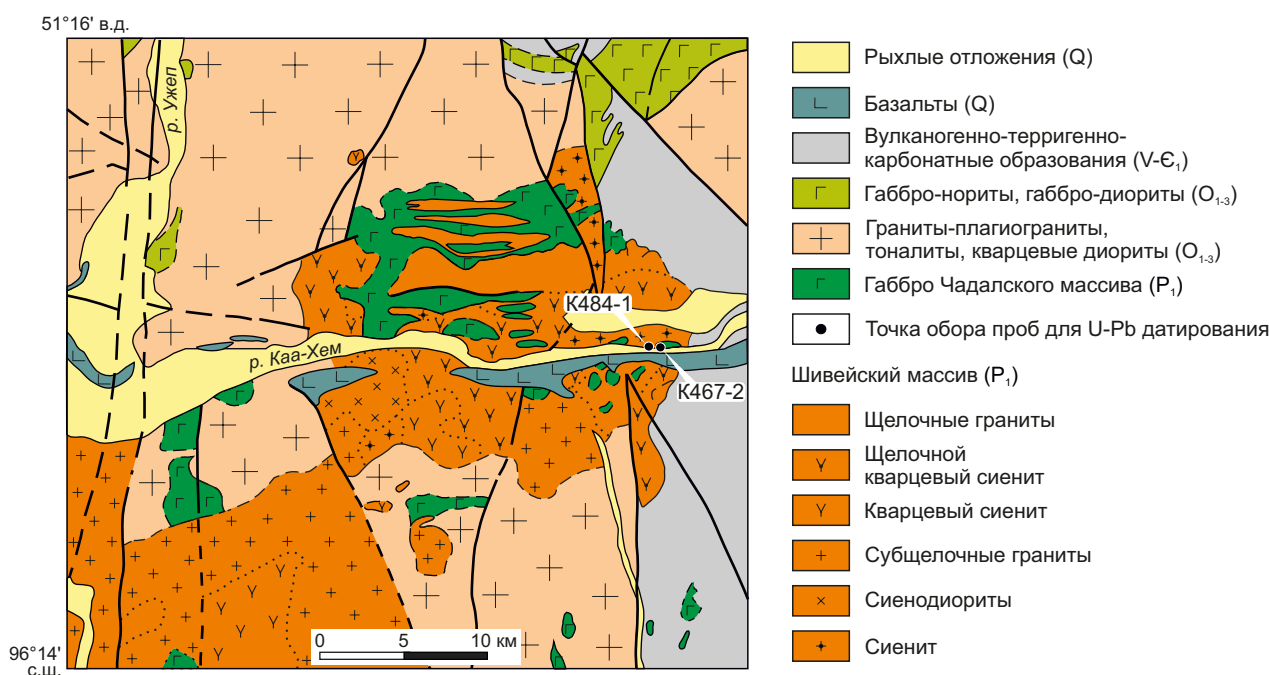 51°16' в.д.
р. Ужеп
р. Каа-Хем
К484-1
К467-2
96°14'
с.ш.
0 5 10 км
Рыхлые отложения (Q)
Базальты (Q)
Вулканогенно-терригенно-
карбонатные образования (V-Є₁)
Габбро-нориты, габбро-диориты (O₁₋₃)
Граниты-плагиограниты,
тоналиты, кварцевые диориты (O₁₋₃)
Габбро Чадалского массива (P₁)
Точка обора проб для U-Pb датирования
Шивейский массив (P₁)
Щелочные граниты
Щелочной
кварцевый сиенит
Кварцевый сиенит
Субщелочные граниты
Сиенодиориты
Сиенит